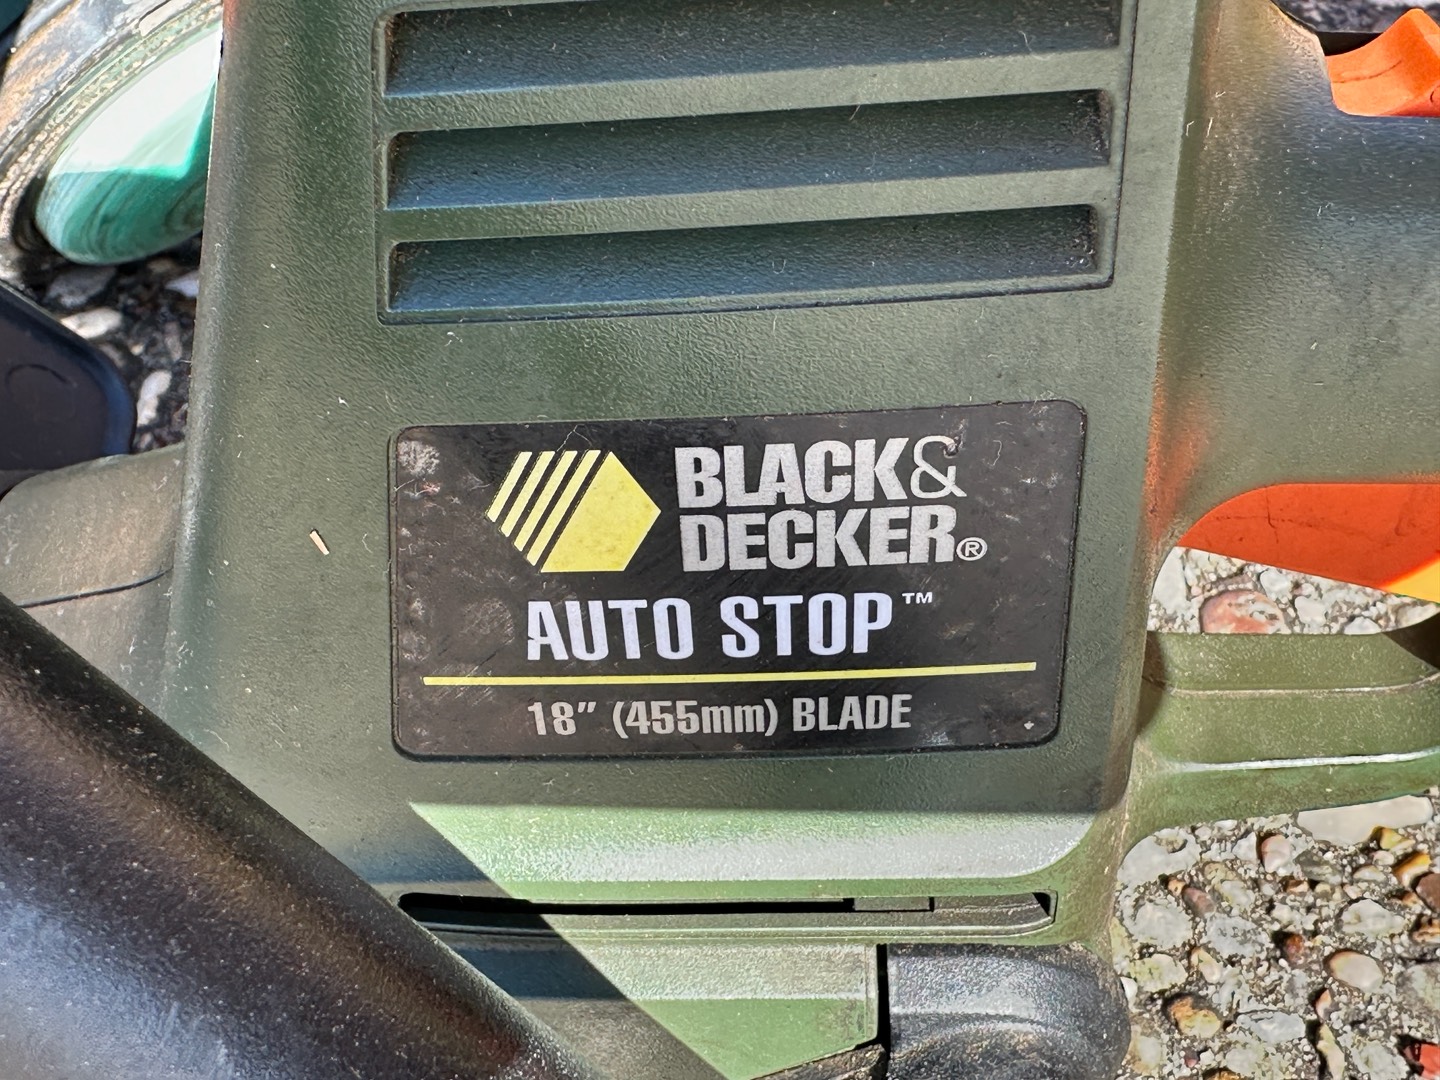 BLACK&
DECKER®
AUTO STOP™
18" (455mm) BLADE